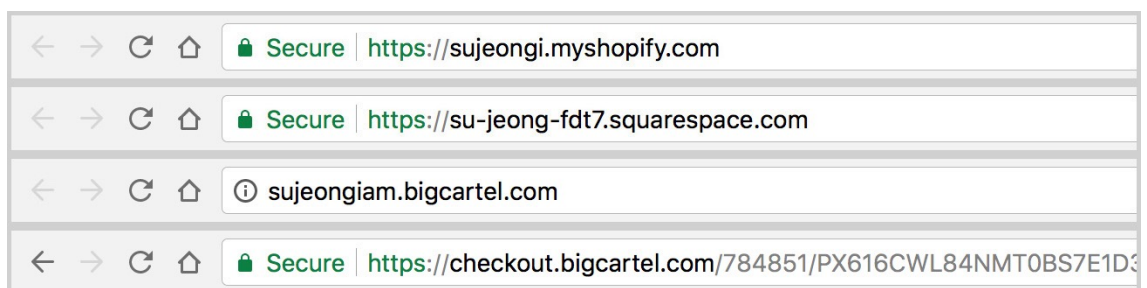 Secure https://sujeongi.myshopify.com
Secure https://su-jeong-fdt7.squarespace.com
sujeongiam.bigcartel.com
Secure https://checkout.bigcartel.com/784851/PX616CWL84NMT0BS7E1D3